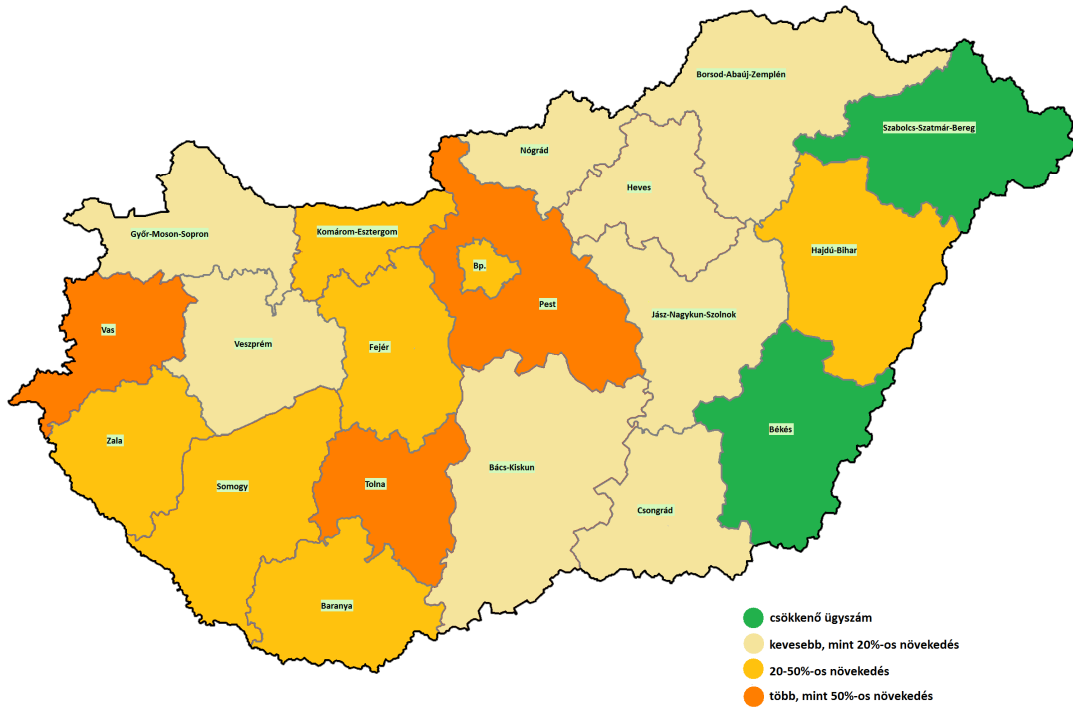 Borsod-Abaúj-Zemplén
Szabolcs-Szatmár-Bereg
Nógrád
Heves
Győr-Moson-Sopron
Komárom-Esztergom
Hajdú-Bihar
Bp.
Pest
Jász-Nagykun-Szolnok
Vas
Veszprém
Fejér
Zala
Békés
Somogy
Tolna
Bács-Kiskun
Csongrád
Baranya
csökkenő ügyszám
kevesebb, mint 20%-os növekedés
20-50%-os növekedés
több, mint 50%-os növekedés